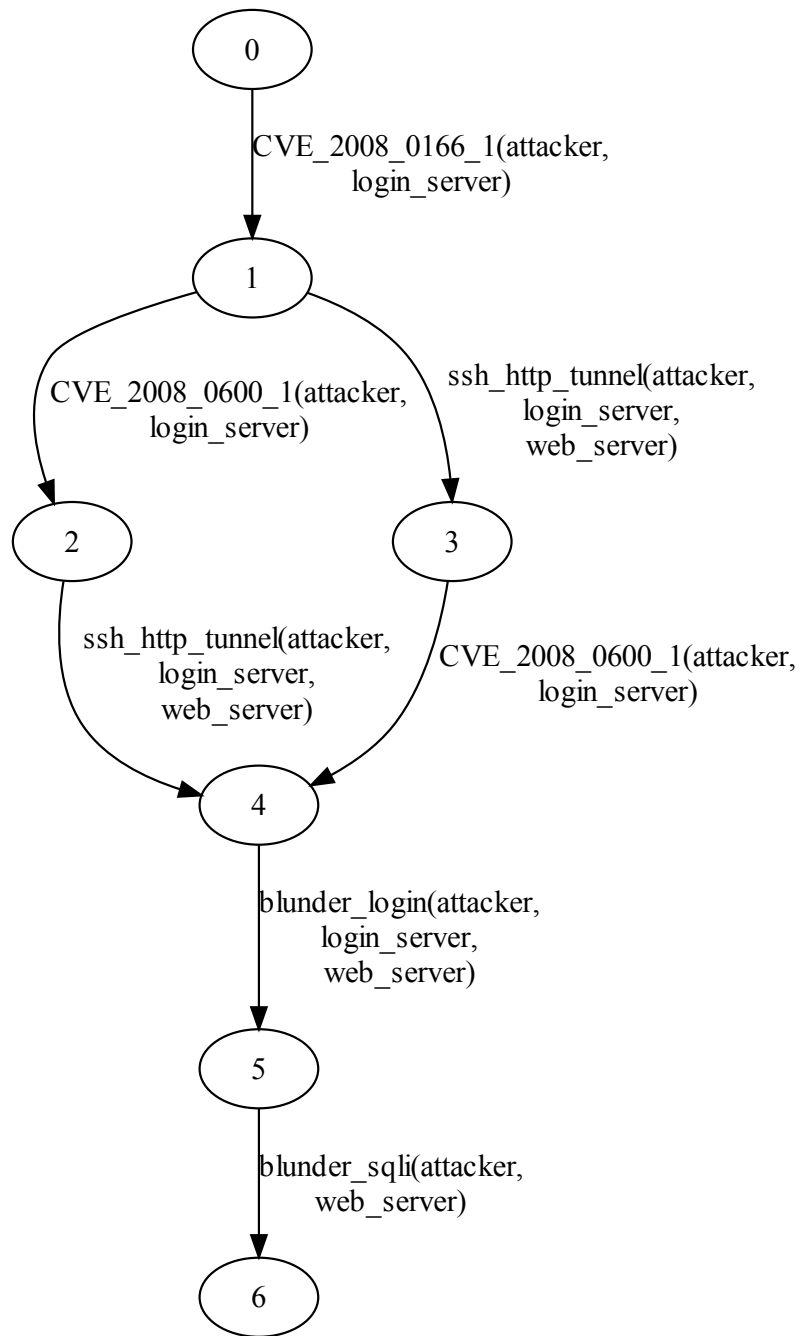 0
CVE_2008_0166_1(attacker,
login_server)
1
CVE_2008_0600_1(attacker,
login_server)
ssh_http_tunnel(attacker,
login_server,
web_server)
2
3
ssh_http_tunnel(attacker,
login_server,
web_server)
CVE_2008_0600_1(attacker,
login_server)
4
blunder_login(attacker,
login_server,
web_server)
5
blunder_sqli(attacker,
web_server)
6